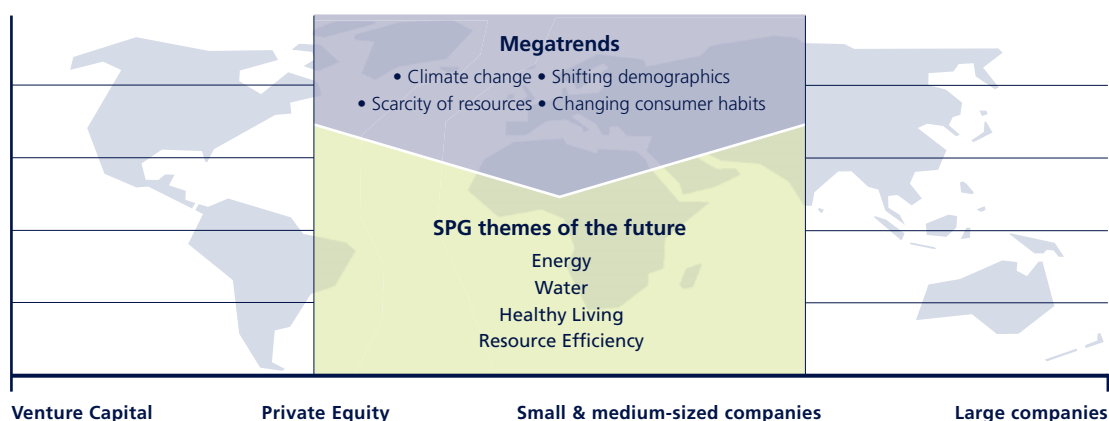 Megatrends
• Climate change • Shifting demographics
• Scarcity of resources • Changing consumer habits
SPG themes of the future
Energy
Water
Healthy Living
Resource Efficiency
Venture Capital Private Equity Small & medium-sized companies Large companies